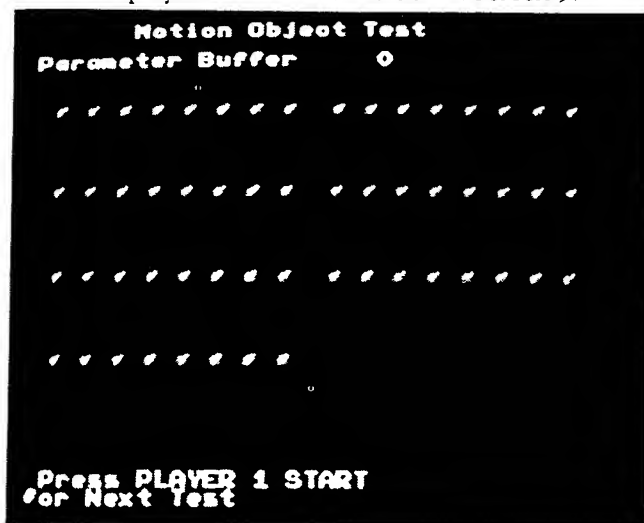 Motion Object Test
Parameter Buffer 0
Press PLAYER 1 START
for Next Test